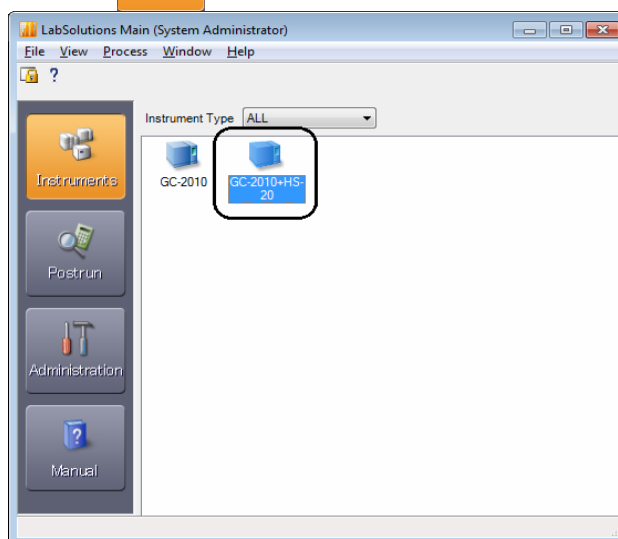 LabSolutions Main (System Administrator)
File View Process Window Help
?
Instrument Type ALL
Instruments
GC-2010
GC-2010+HS-
20
Postrun
Administration
?
Manual